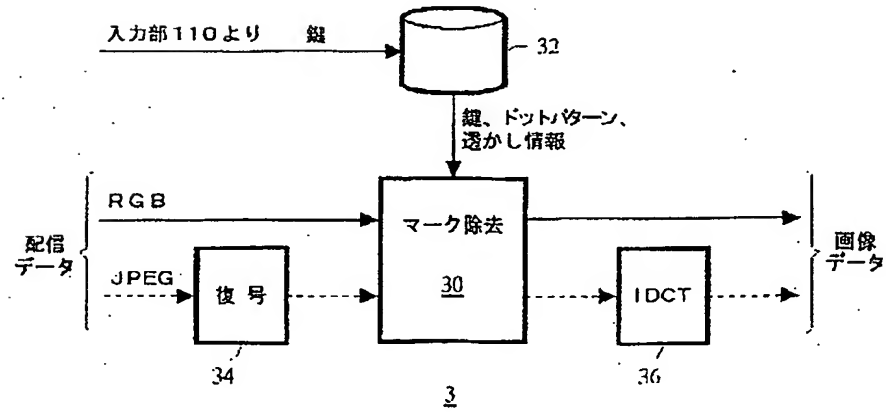 入力部110より 鍵
32
鍵、ドットパターン、
透かし情報
RGB
マーク除去
30
配信
データ
画像
データ
JPEG
復号
IDCT
34
36
3